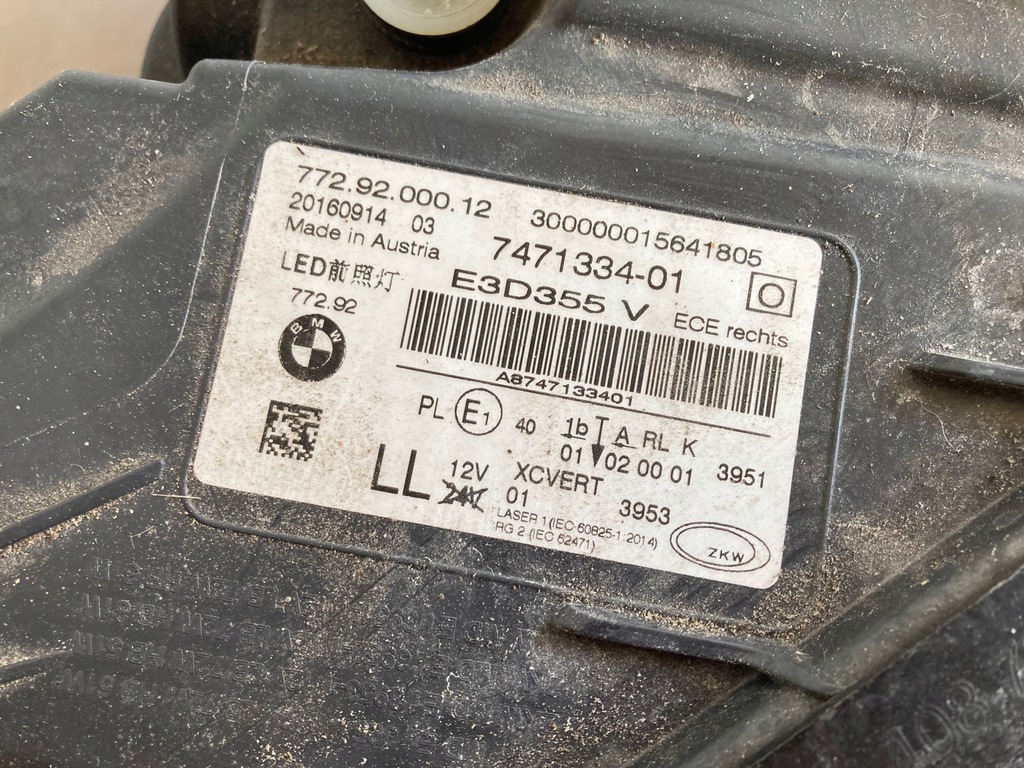 772.92.000.12 300000015641805
20160914 03
7471334-01
Made in Austria
E3D355 V
LED前照灯
ECE rechts
O
772.92
BMW
A8747133401
PL E1 40 1b A RL K
01 02 00 01 3951
LL 12V XCVERT
24V 01 3953
LASER 1 (IEC 60825-1:2014)
RG 2 (IEC 62471)
ZKW